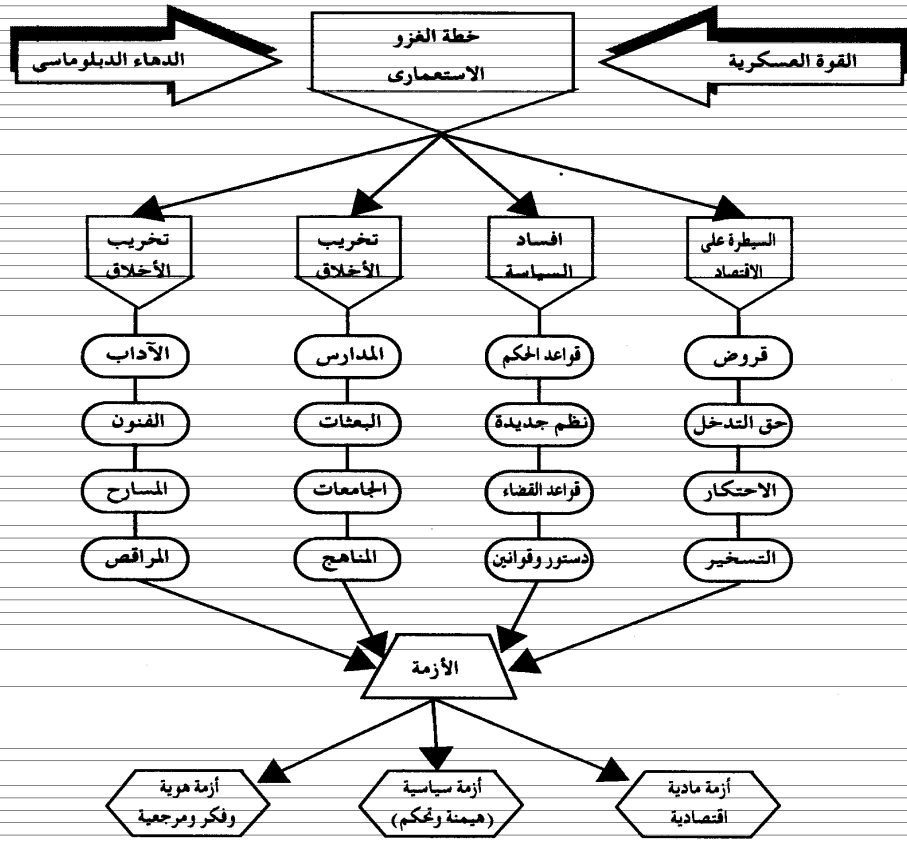 القوة العسكرية
خطة الغزو
الاستعمارى
الدهاء الدبلوماسى
السيطرة على
الاقتصاد
افساد
السياسة
تخريب
الأخلاق
تخريب
الأخلاق
قروض
قواعد الحكم
المدارس
الآداب
حق التدخل
نظم جديدة
البعثات
الفنون
الاحتكار
قواعد القضاء
الجامعات
المسارح
التسخير
دستور وقوانين
المناهج
المراقص
الأزمة
أزمة مادية
اقتصادية
أزمة سياسية
(هيمنة وتحكم)
أزمة هوية
وفكر ومرجعية